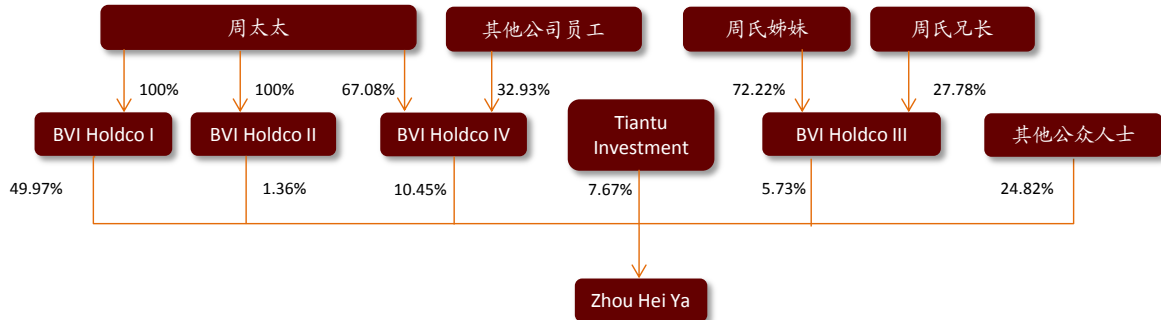 周太太
其他公司员工
周氏姊妹
周氏兄长
100%
100%
67.08%
32.93%
72.22%
27.78%
BVI Holdco I
BVI Holdco II
BVI Holdco IV
Tiantu
Investment
BVI Holdco III
其他公众人士
49.97%
1.36%
10.45%
7.67%
5.73%
24.82%
Zhou Hei Ya